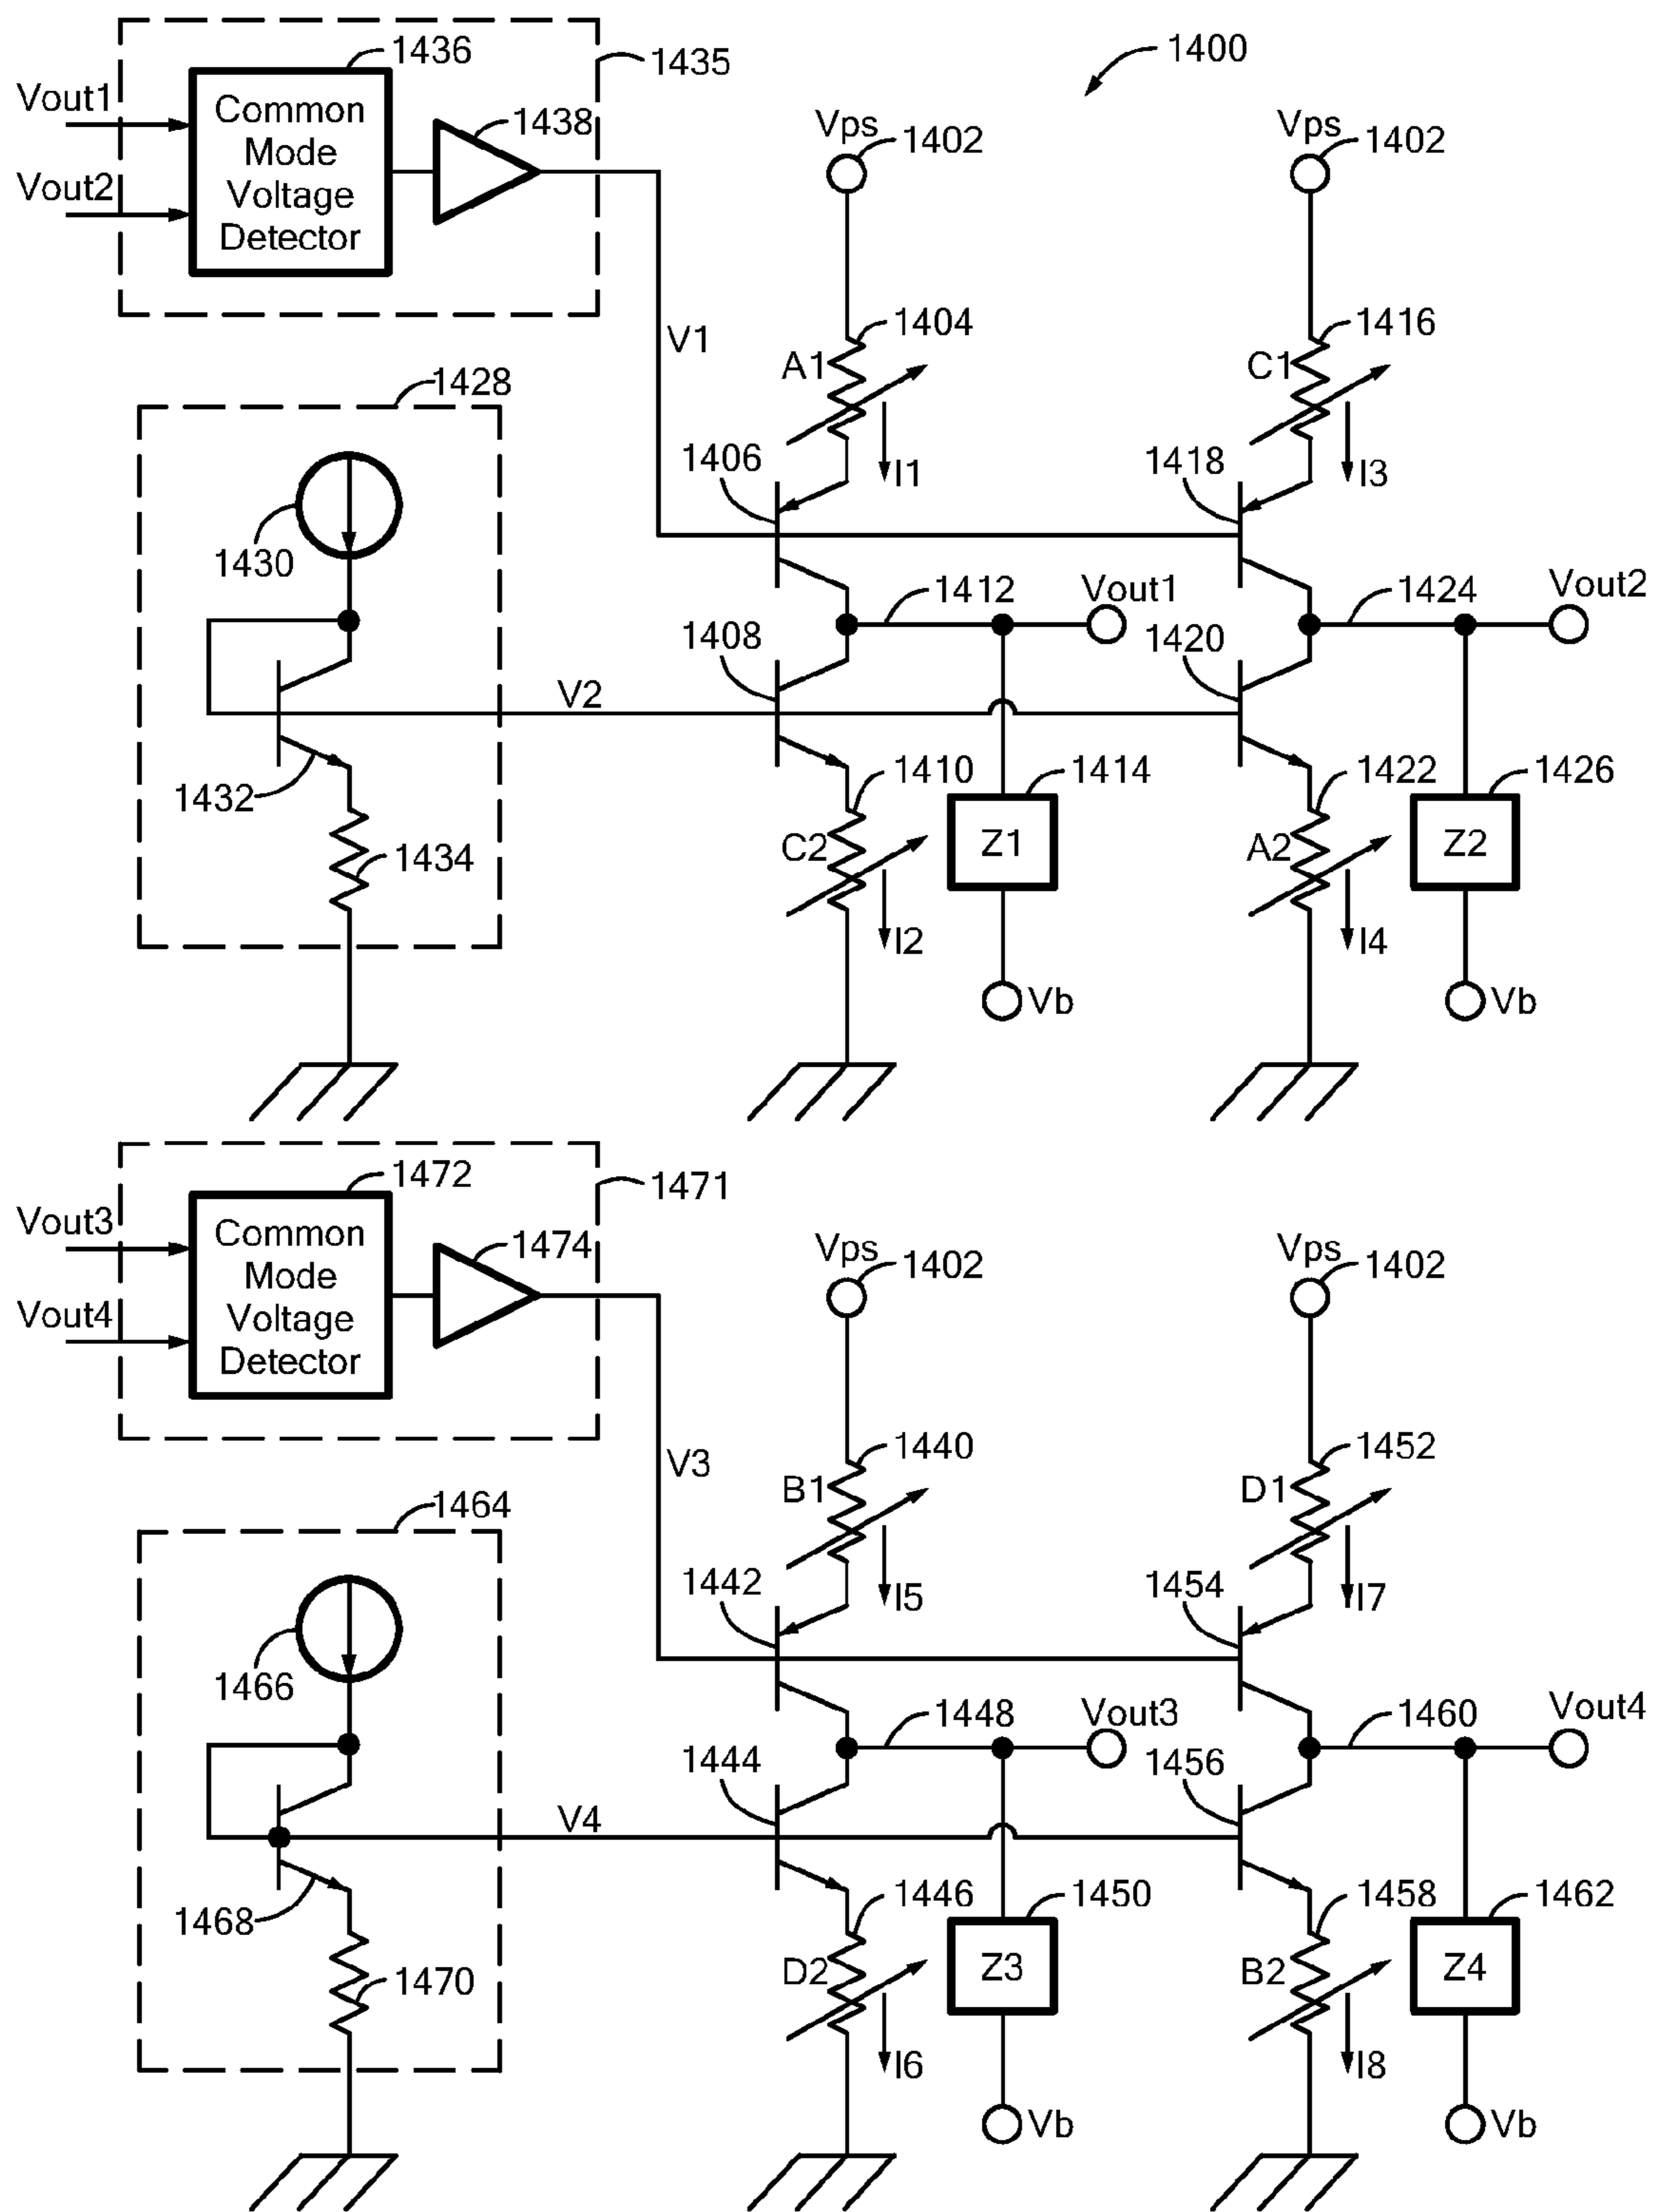 1400
1436
1435
Vout1
Vout2
Common
Mode
Voltage
Detector
1438
Vps
1402
Vps
1402
V1
A1
1404
I1
C1
1416
I3
1428
1430
1432
1434
1406
1418
1412
Vout1
1424
Vout2
1408
1420
V2
1410
C2
I2
1414
Z1
Vb
1422
A2
I4
1426
Z2
Vb
1472
1471
Vout3
Vout4
Common
Mode
Voltage
Detector
1474
Vps
1402
Vps
1402
V3
B1
1440
I5
D1
1452
I7
1464
1466
1468
1470
1442
1454
1448
Vout3
1460
Vout4
1444
1456
V4
1446
D2
I6
1450
Z3
Vb
1458
B2
I8
1462
Z4
Vb